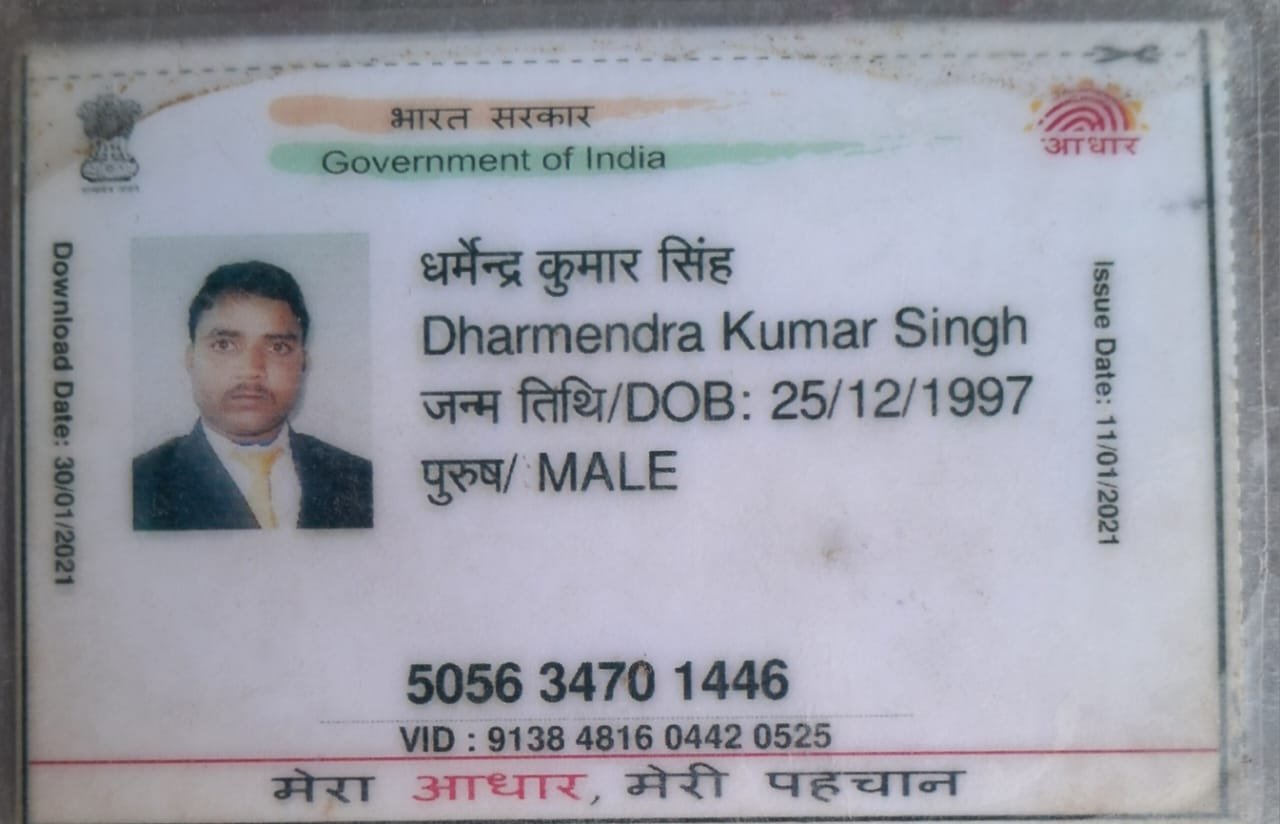 भारत सरकार
Government of India
आधार
Download Date: 30/01/2021
धर्मेन्द्र कुमार सिंह
Dharmendra Kumar Singh
जन्म तिथि/DOB: 25/12/1997
पुरुष/ MALE
Issue Date: 11/01/2021
5056 3470 1446
VID : 9138 4816 0442 0525
मेरा आधार, मेरी पहचान